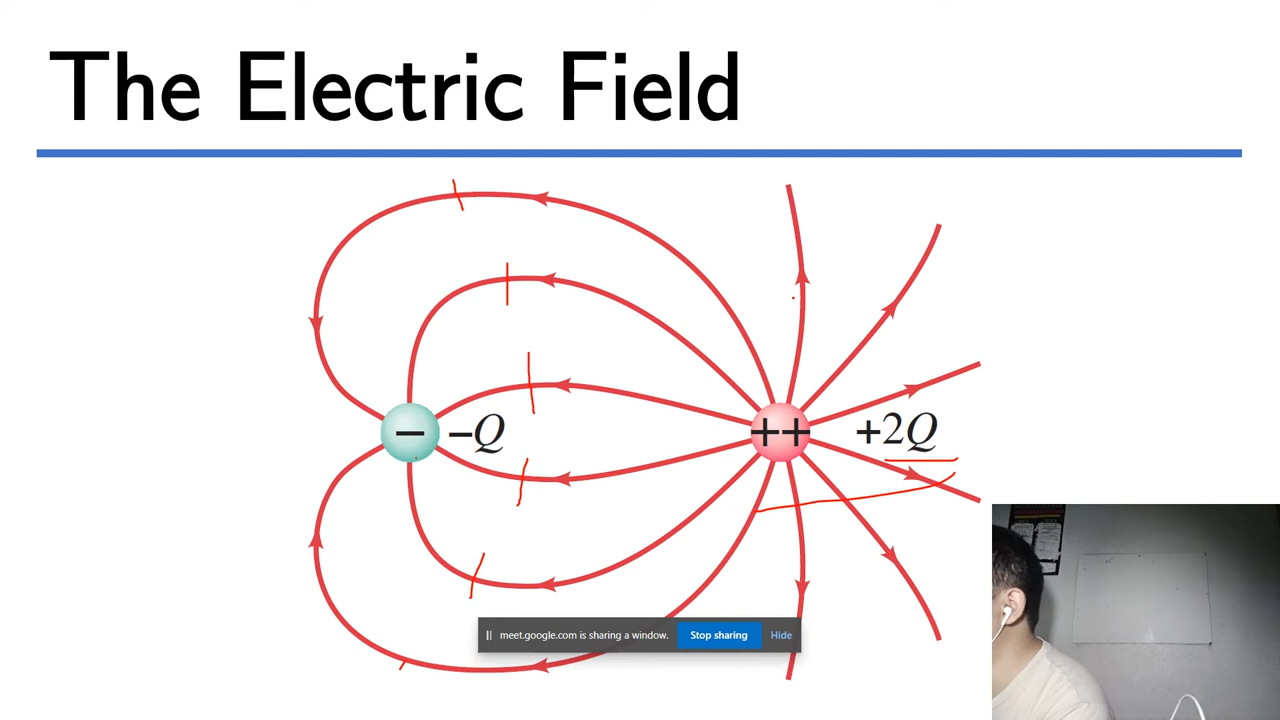 The Electric Field
− −Q ++ +2Q
meet.google.com is sharing a window. Stop sharing Hide